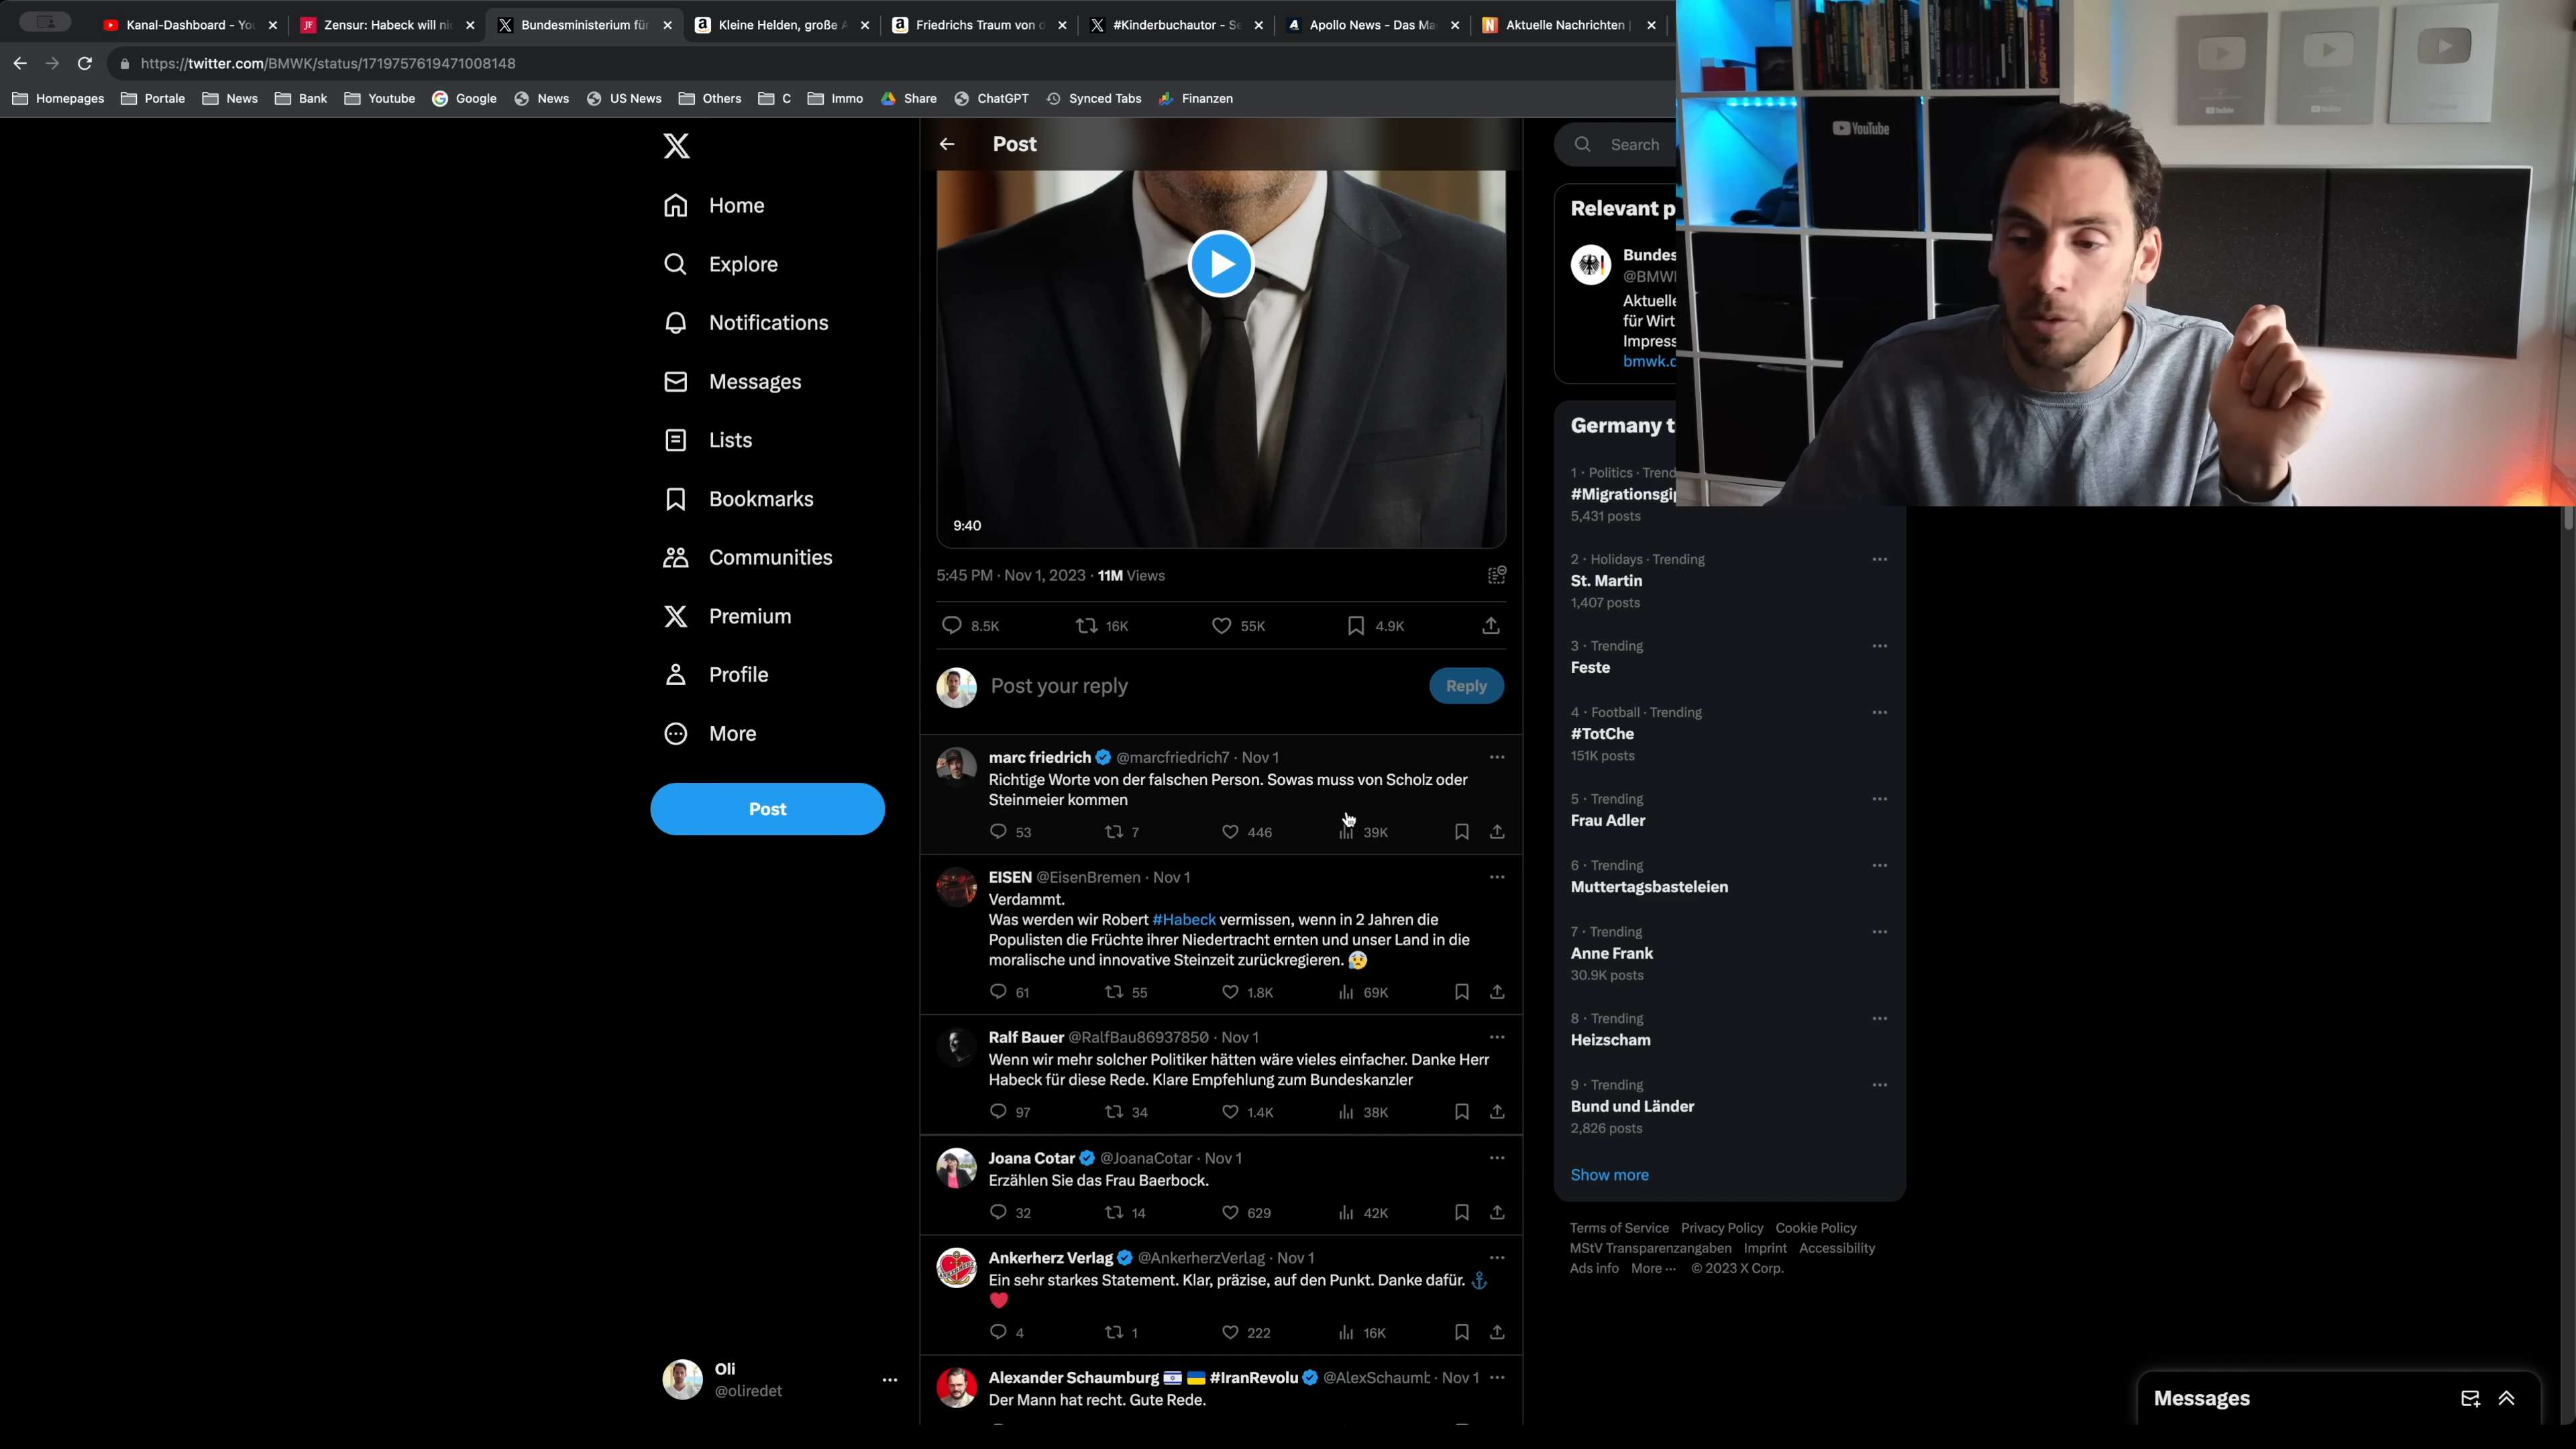 Kanal-Dashboard - You
Zensur: Habeck will nic
Bundesministerium für
Kleine Helden, große A
Friedrichs Traum von d
#Kinderbuchautor - Se
Apollo News - Das Ma
Aktuelle Nachrichten |
https://twitter.com/BMWK/status/1719757619471008148
Homepages
Portale
News
Bank
Youtube
Google
News
US News
Others
C
Immo
Share
ChatGPT
Synced Tabs
Finanzen
Home
Explore
Notifications
Messages
Lists
Bookmarks
Communities
Premium
Profile
More
Post
Oli
@oliredet
Post
9:40
5:45 PM · Nov 1, 2023 · 11M Views
8.5K 16K 55K 4.9K
Post your reply
Reply
marc friedrich @marcfriedrich7 · Nov 1
Richtige Worte von der falschen Person. Sowas muss von Scholz oder
Steinmeier kommen
53 7 446 39K
EISEN @EisenBremen · Nov 1
Verdammt.
Was werden wir Robert #Habeck vermissen, wenn in 2 Jahren die
Populisten die Früchte ihrer Niedertracht ernten und unser Land in die
moralische und innovative Steinzeit zurückregieren. 😰
61 55 1.8K 69K
Ralf Bauer @RalfBau86937850 · Nov 1
Wenn wir mehr solcher Politiker hätten wäre vieles einfacher. Danke Herr
Habeck für diese Rede. Klare Empfehlung zum Bundeskanzler
97 34 1.4K 38K
Joana Cotar @JoanaCotar · Nov 1
Erzählen Sie das Frau Baerbock.
32 14 629 42K
Ankerherz Verlag @AnkerherzVerlag · Nov 1
Ein sehr starkes Statement. Klar, präzise, auf den Punkt. Danke dafür. ⚓
❤️
4 1 222 16K
Alexander Schaumburg 🇮🇱 🇺🇦 #IranRevolu @AlexSchaumb · Nov 1
Der Mann hat recht. Gute Rede.
Search
Relevant p
Bundes
@BMW
Aktuelle
für Wirt
Impress
bmwk.d
Germany t
1 · Politics · Trend
#Migrationsgip
5,431 posts
2 · Holidays · Trending
St. Martin
1,407 posts
3 · Trending
Feste
4 · Football · Trending
#TotChe
151K posts
5 · Trending
Frau Adler
6 · Trending
Muttertagsbasteleien
7 · Trending
Anne Frank
30.9K posts
8 · Trending
Heizscham
9 · Trending
Bund und Länder
2,826 posts
Show more
Terms of Service Privacy Policy Cookie Policy
MStV Transparenzangaben Imprint Accessibility
Ads info More ··· © 2023 X Corp.
YouTube
Messages